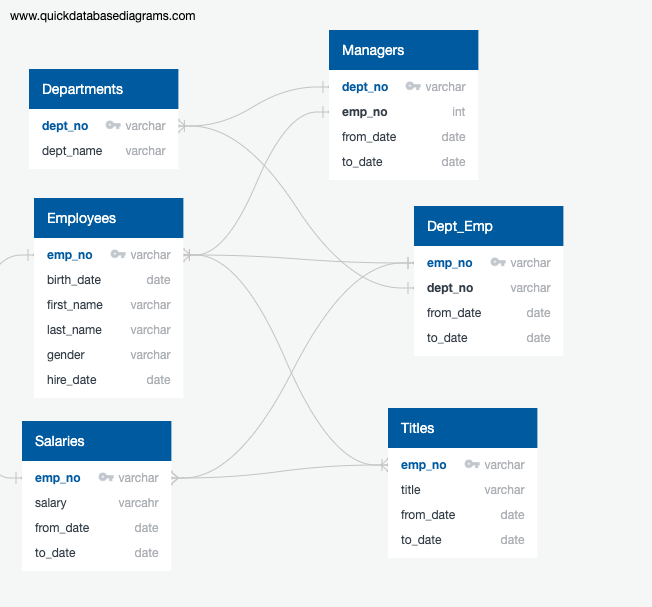 www.quickdatabasediagrams.com
Managers
dept_no varchar
emp_no int
from_date date
to_date date
Departments
dept_no varchar
dept_name varchar
Employees
emp_no varchar
birth_date date
first_name varchar
last_name varchar
gender varchar
hire_date date
Dept_Emp
emp_no varchar
dept_no varchar
from_date date
to_date date
Salaries
emp_no varchar
salary varcahr
from_date date
to_date date
Titles
emp_no varchar
title varchar
from_date date
to_date date